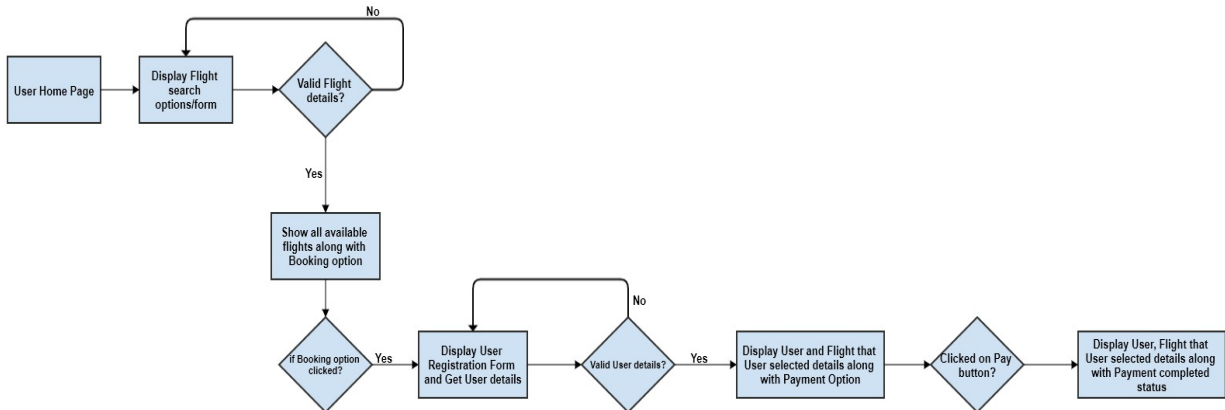 No
User Home Page
Display Flight
search
options/form
Valid Flight
details?
Yes
Show all available
flights along with
Booking option
if Booking option
clicked?
Yes
Display User
Registration Form
and Get User details
No
Valid User details?
Yes
Display User and Flight that
User selected details along
with Payment Option
Clicked on Pay
button?
Display User, Flight that
User selected details along
with Payment completed
status